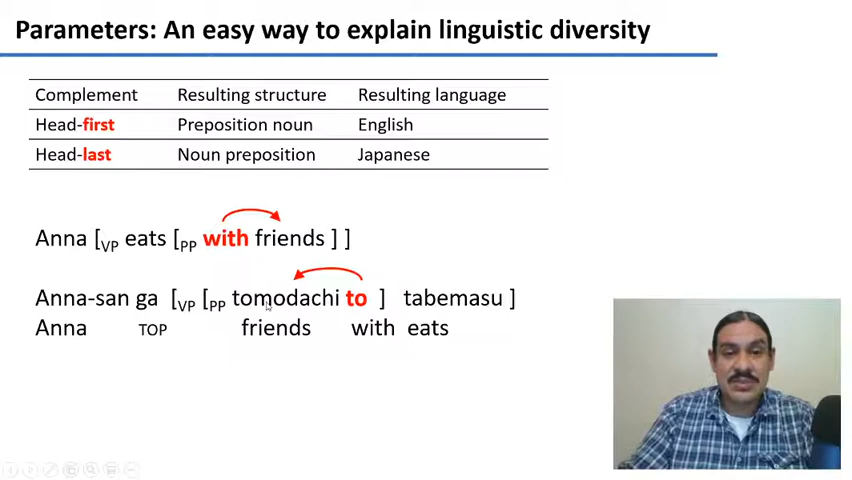 Parameters: An easy way to explain linguistic diversity
Complement Resulting structure Resulting language
Head-first Preposition noun English
Head-last Noun preposition Japanese
Anna [VP eats [PP with friends ] ]
Anna-san ga [VP [PP tomodachi to ] tabemasu ]
Anna TOP friends with eats